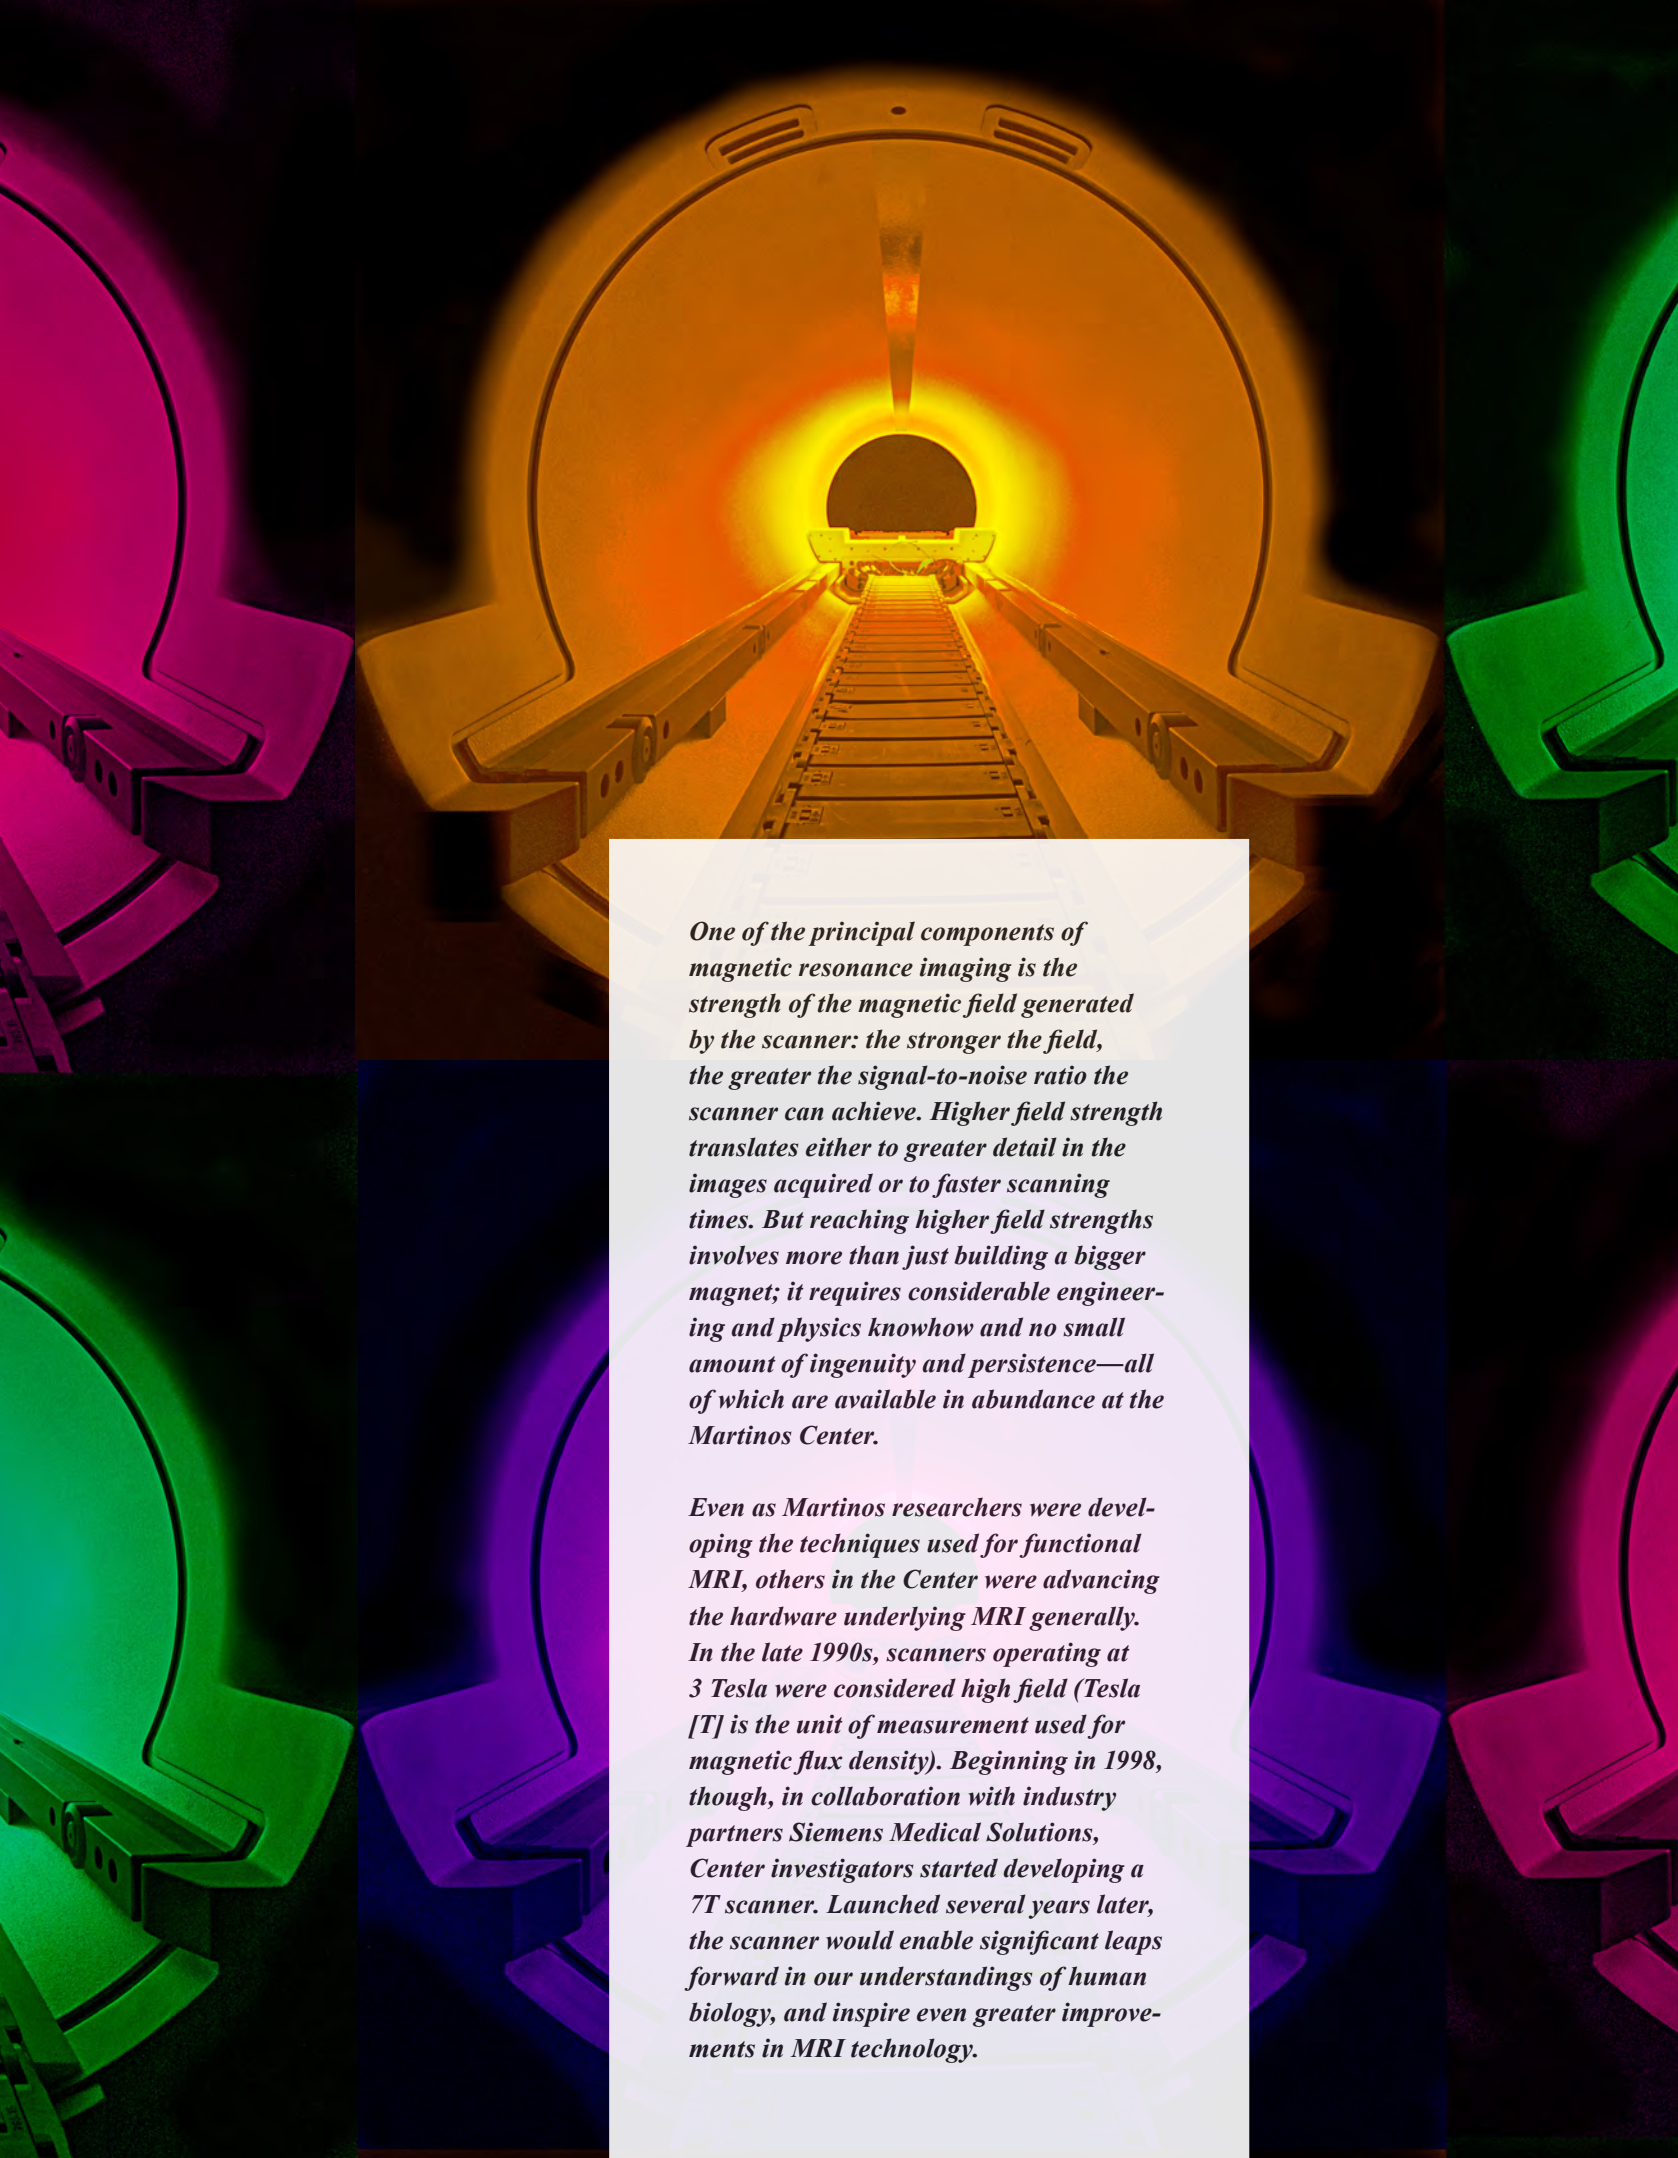 One of the principal components of
magnetic resonance imaging is the
strength of the magnetic field generated
by the scanner: the stronger the field,
the greater the signal-to-noise ratio the
scanner can achieve. Higher field strength
translates either to greater detail in the
images acquired or to faster scanning
times. But reaching higher field strengths
involves more than just building a bigger
magnet; it requires considerable engineer-
ing and physics knowhow and no small
amount of ingenuity and persistence—all
of which are available in abundance at the
Martinos Center.
Even as Martinos researchers were devel-
oping the techniques used for functional
MRI, others in the Center were advancing
the hardware underlying MRI generally.
In the late 1990s, scanners operating at
3 Tesla were considered high field (Tesla
[T] is the unit of measurement used for
magnetic flux density). Beginning in 1998,
though, in collaboration with industry
partners Siemens Medical Solutions,
Center investigators started developing a
7T scanner. Launched several years later,
the scanner would enable significant leaps
forward in our understandings of human
biology, and inspire even greater improve-
ments in MRI technology.